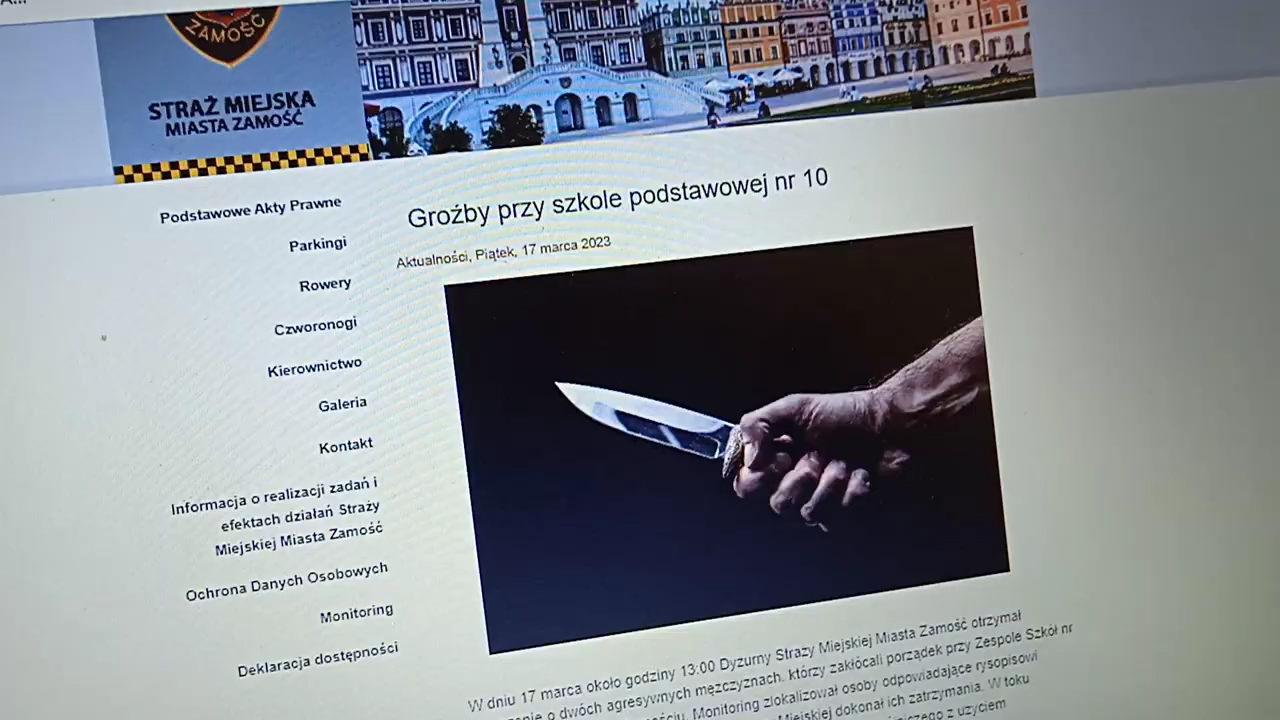 ZAMOŚĆ
STRAŻ MIEJSKA
MIASTA ZAMOŚĆ
Podstawowe Akty Prawne
Parkingi
Rowery
Czworonogi
Kierownictwo
Galeria
Kontakt
Informacja o realizacji zadań i
efektach działań Straży
Miejskiej Miasta Zamość
Ochrona Danych Osobowych
Monitoring
Deklaracja dostępności
Groźby przy szkole podstawowej nr 10
Aktualności, Piątek, 17 marca 2023
W dniu 17 marca około godziny 13:00 Dyżurny Straży Miejskiej Miasta Zamość otrzymał
o dwóch agresywnych mężczyznach, którzy zakłócali porządek przy Zespole Szkół nr
Monitoring zlokalizował osoby odpowiadające rysopisowi
Miejskiej dokonał ich zatrzymania. W toku
z użyciem